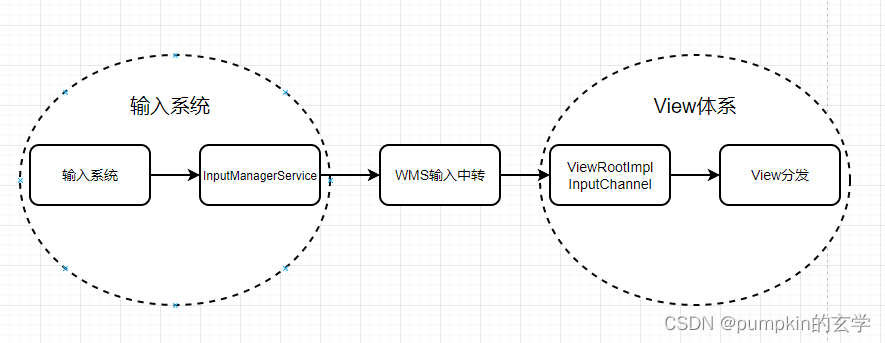 输入系统
View体系
输入系统
InputManagerService
WMS输入中转
ViewRootImpl
InputChannel
View分发
CSDN @pumpkin的玄学